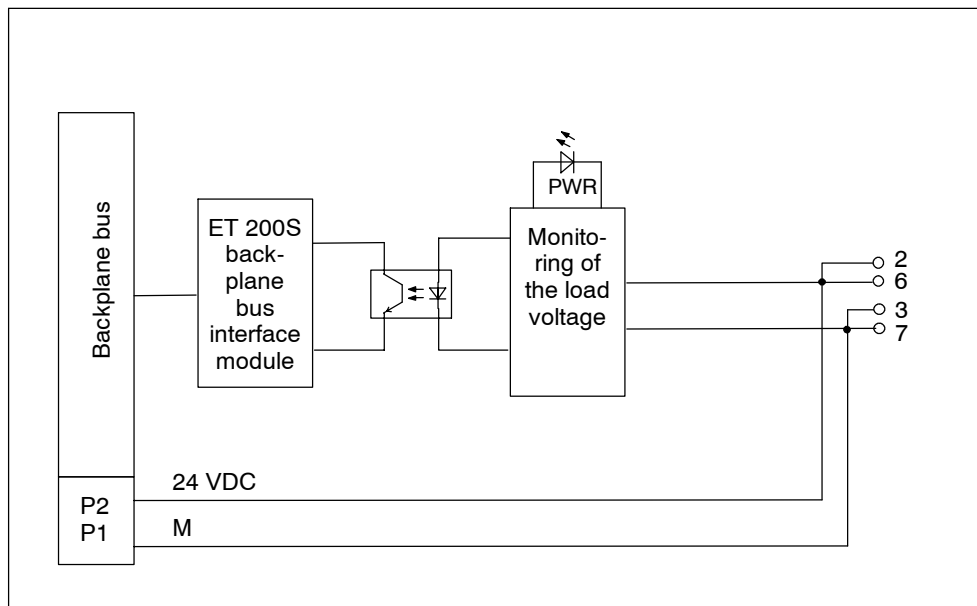 Backplane bus
ET 200S
back-
plane
bus
interface
module
PWR
Monito-
ring of
the load
voltage
2
6
3
7
24 VDC
P2
P1
M